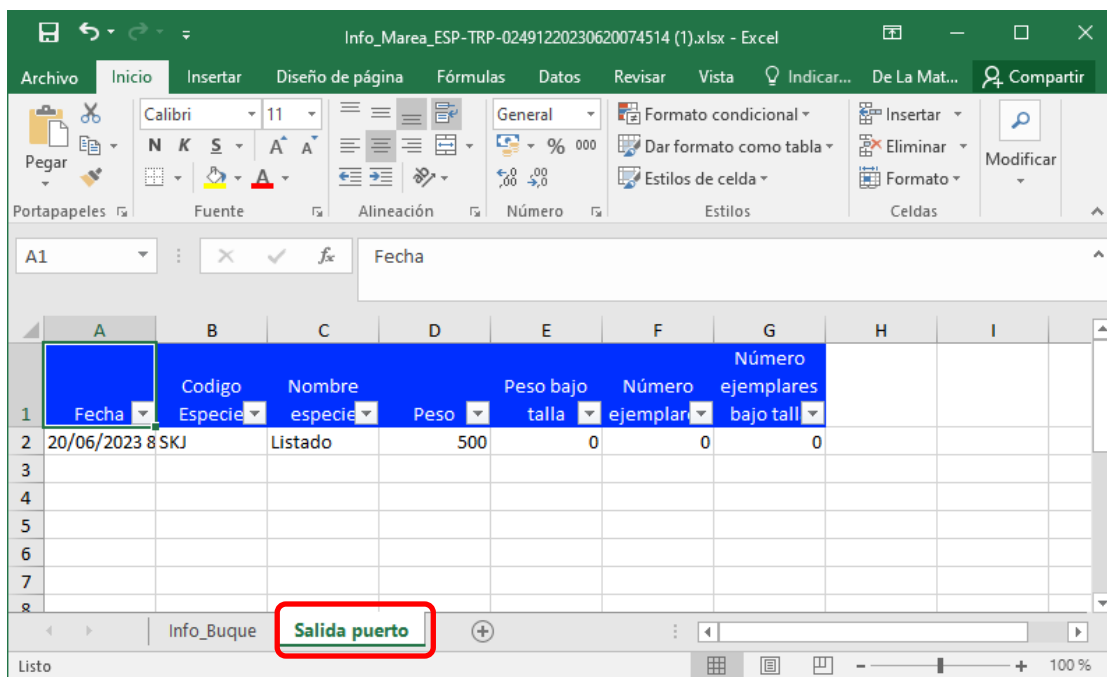 Info_Marea_ESP-TRP-02491220230620074514 (1).xlsx - Excel
Archivo Inicio Insertar Diseño de página Fórmulas Datos Revisar Vista Indicar... De La Mat... Compartir
Pegar
Calibri 11
N K S A A
A
General
% 000
,00 ,0
Formato condicional
Dar formato como tabla
Estilos de celda
Insertar
Eliminar
Formato
Modificar
Portapapeles Fuente Alineación Número Estilos Celdas
A1 fx Fecha
A B C D E F G H I
1 Fecha
Codigo
Especie
Nombre
especie
Peso
Peso bajo
talla
Número
ejemplar
Número
ejemplares
bajo tall
2 20/06/2023 8 SKJ Listado 500 0 0 0
3
4
5
6
7
8
Info_Buque Salida puerto
Listo 100 %